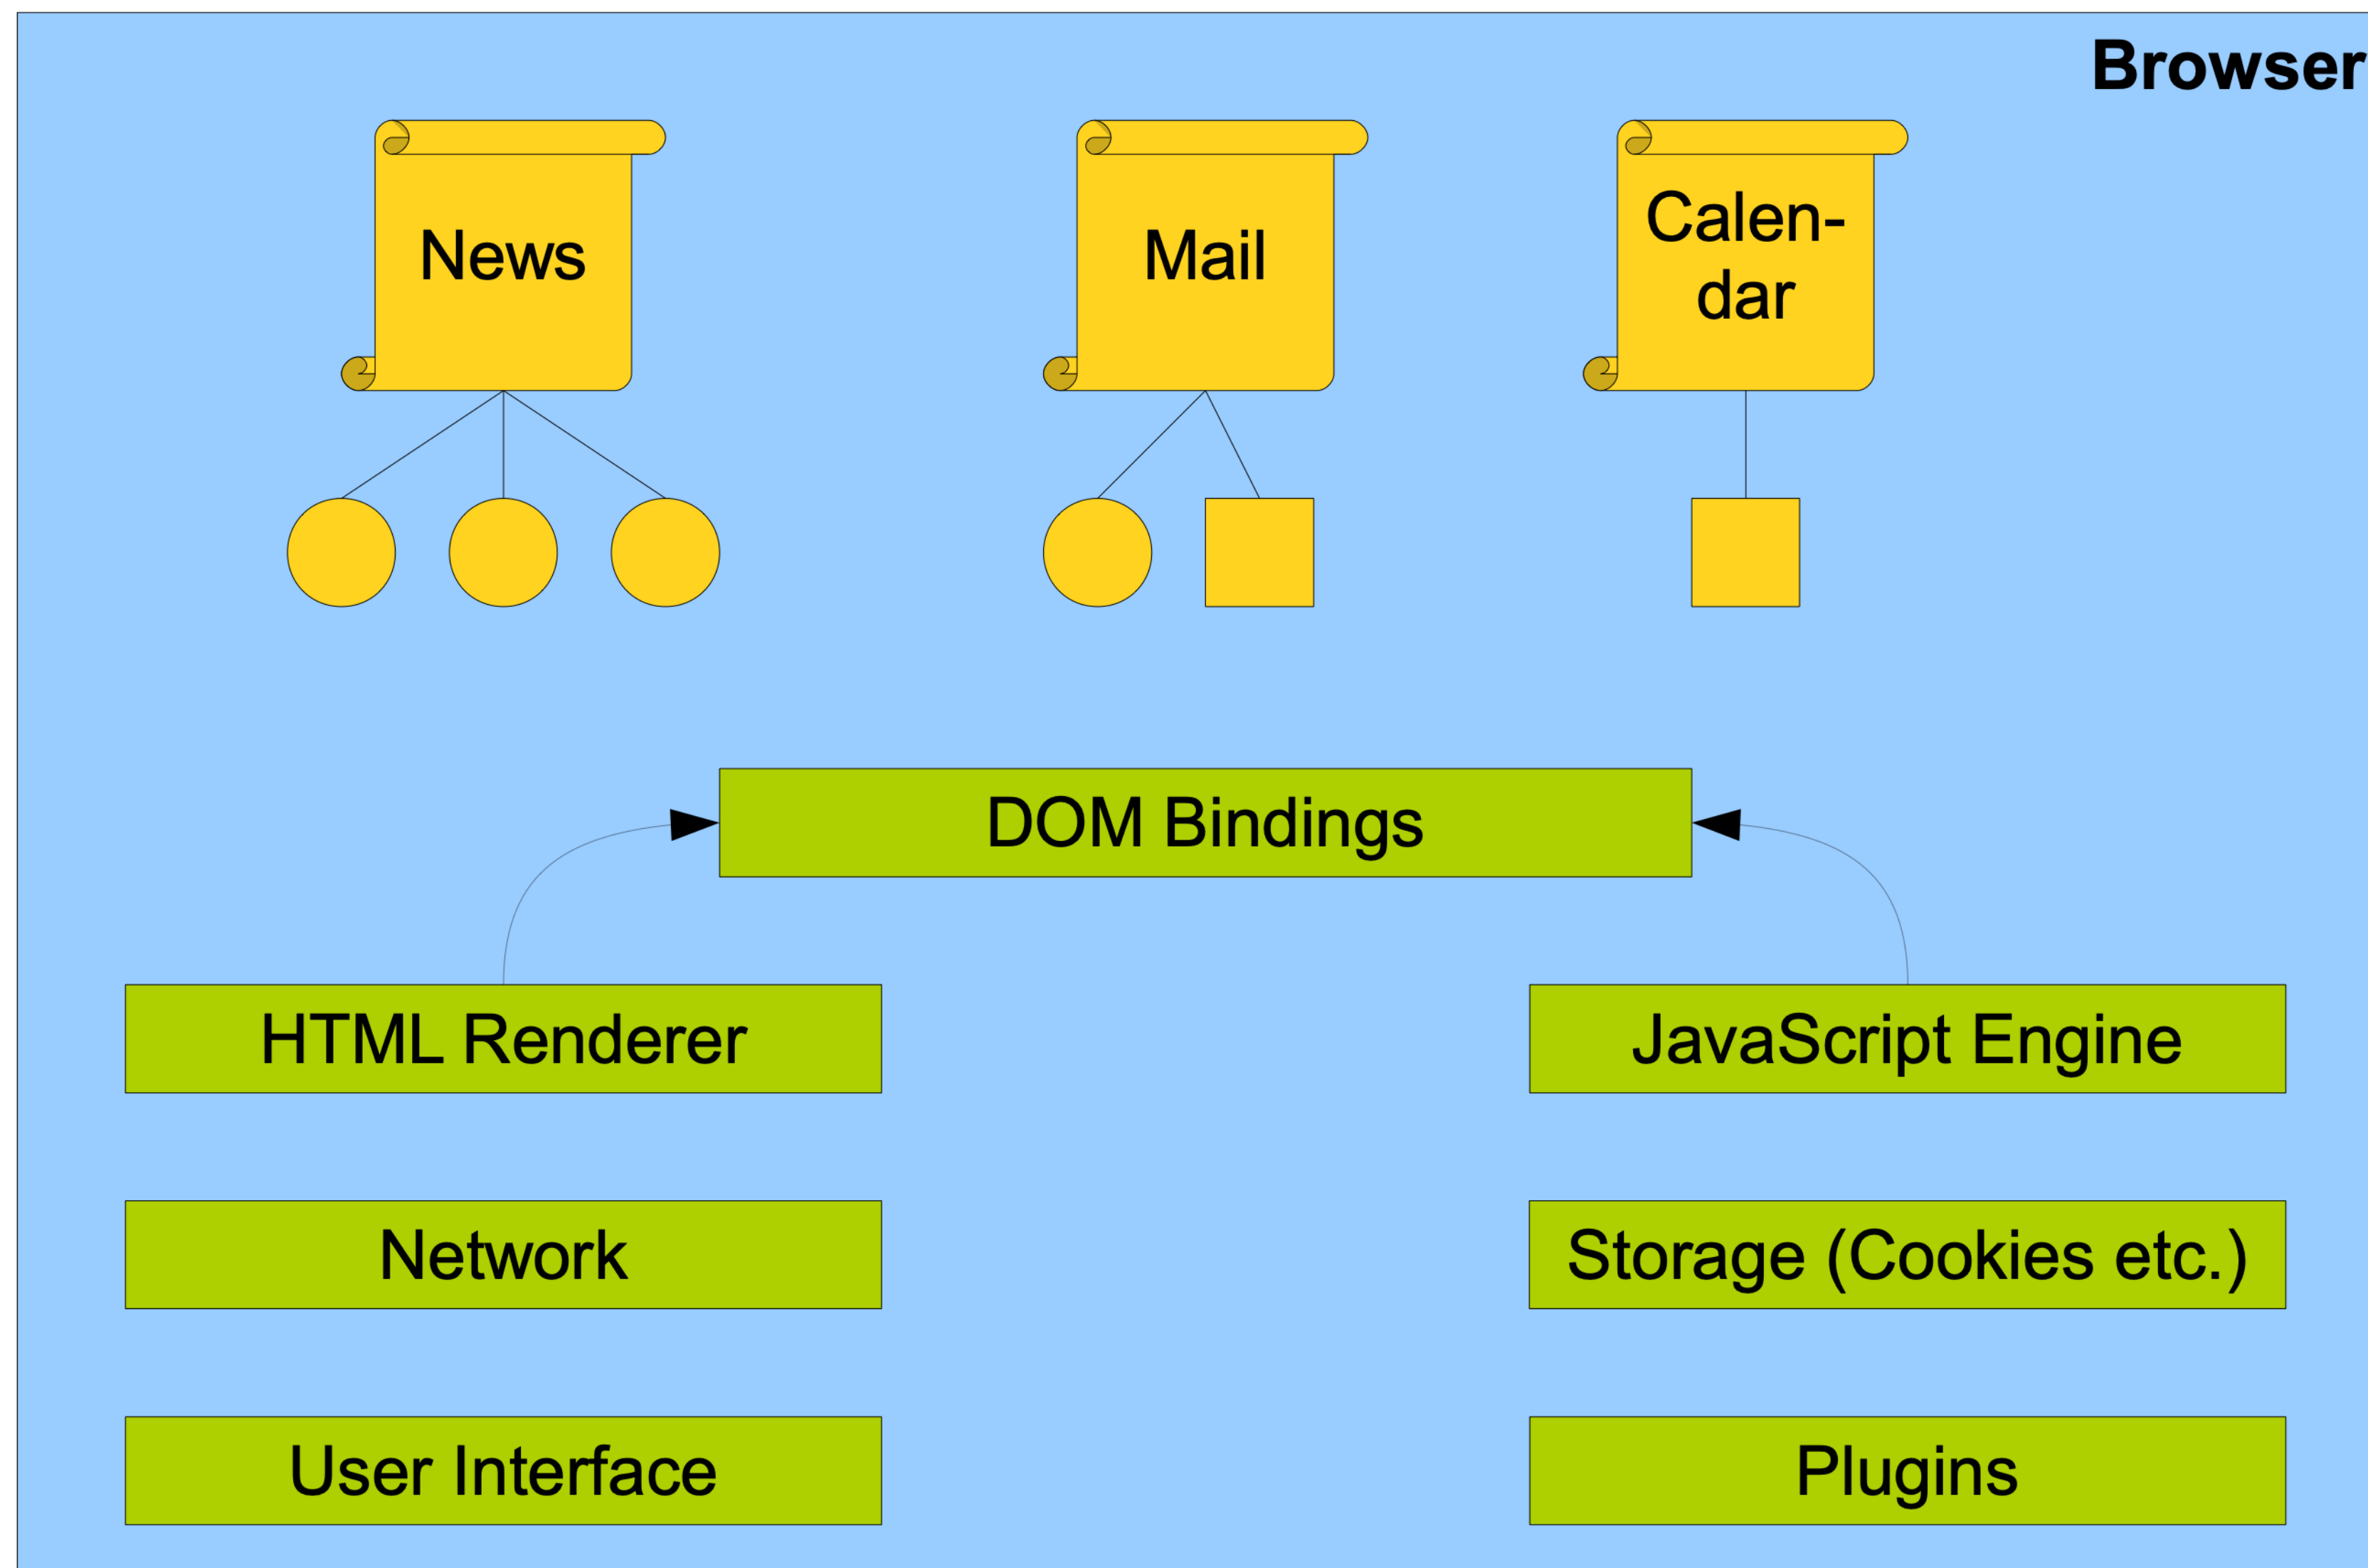 Browser
News
Mail
Calen-
dar
DOM Bindings
HTML Renderer
JavaScript Engine
Network
Storage (Cookies etc.)
User Interface
Plugins